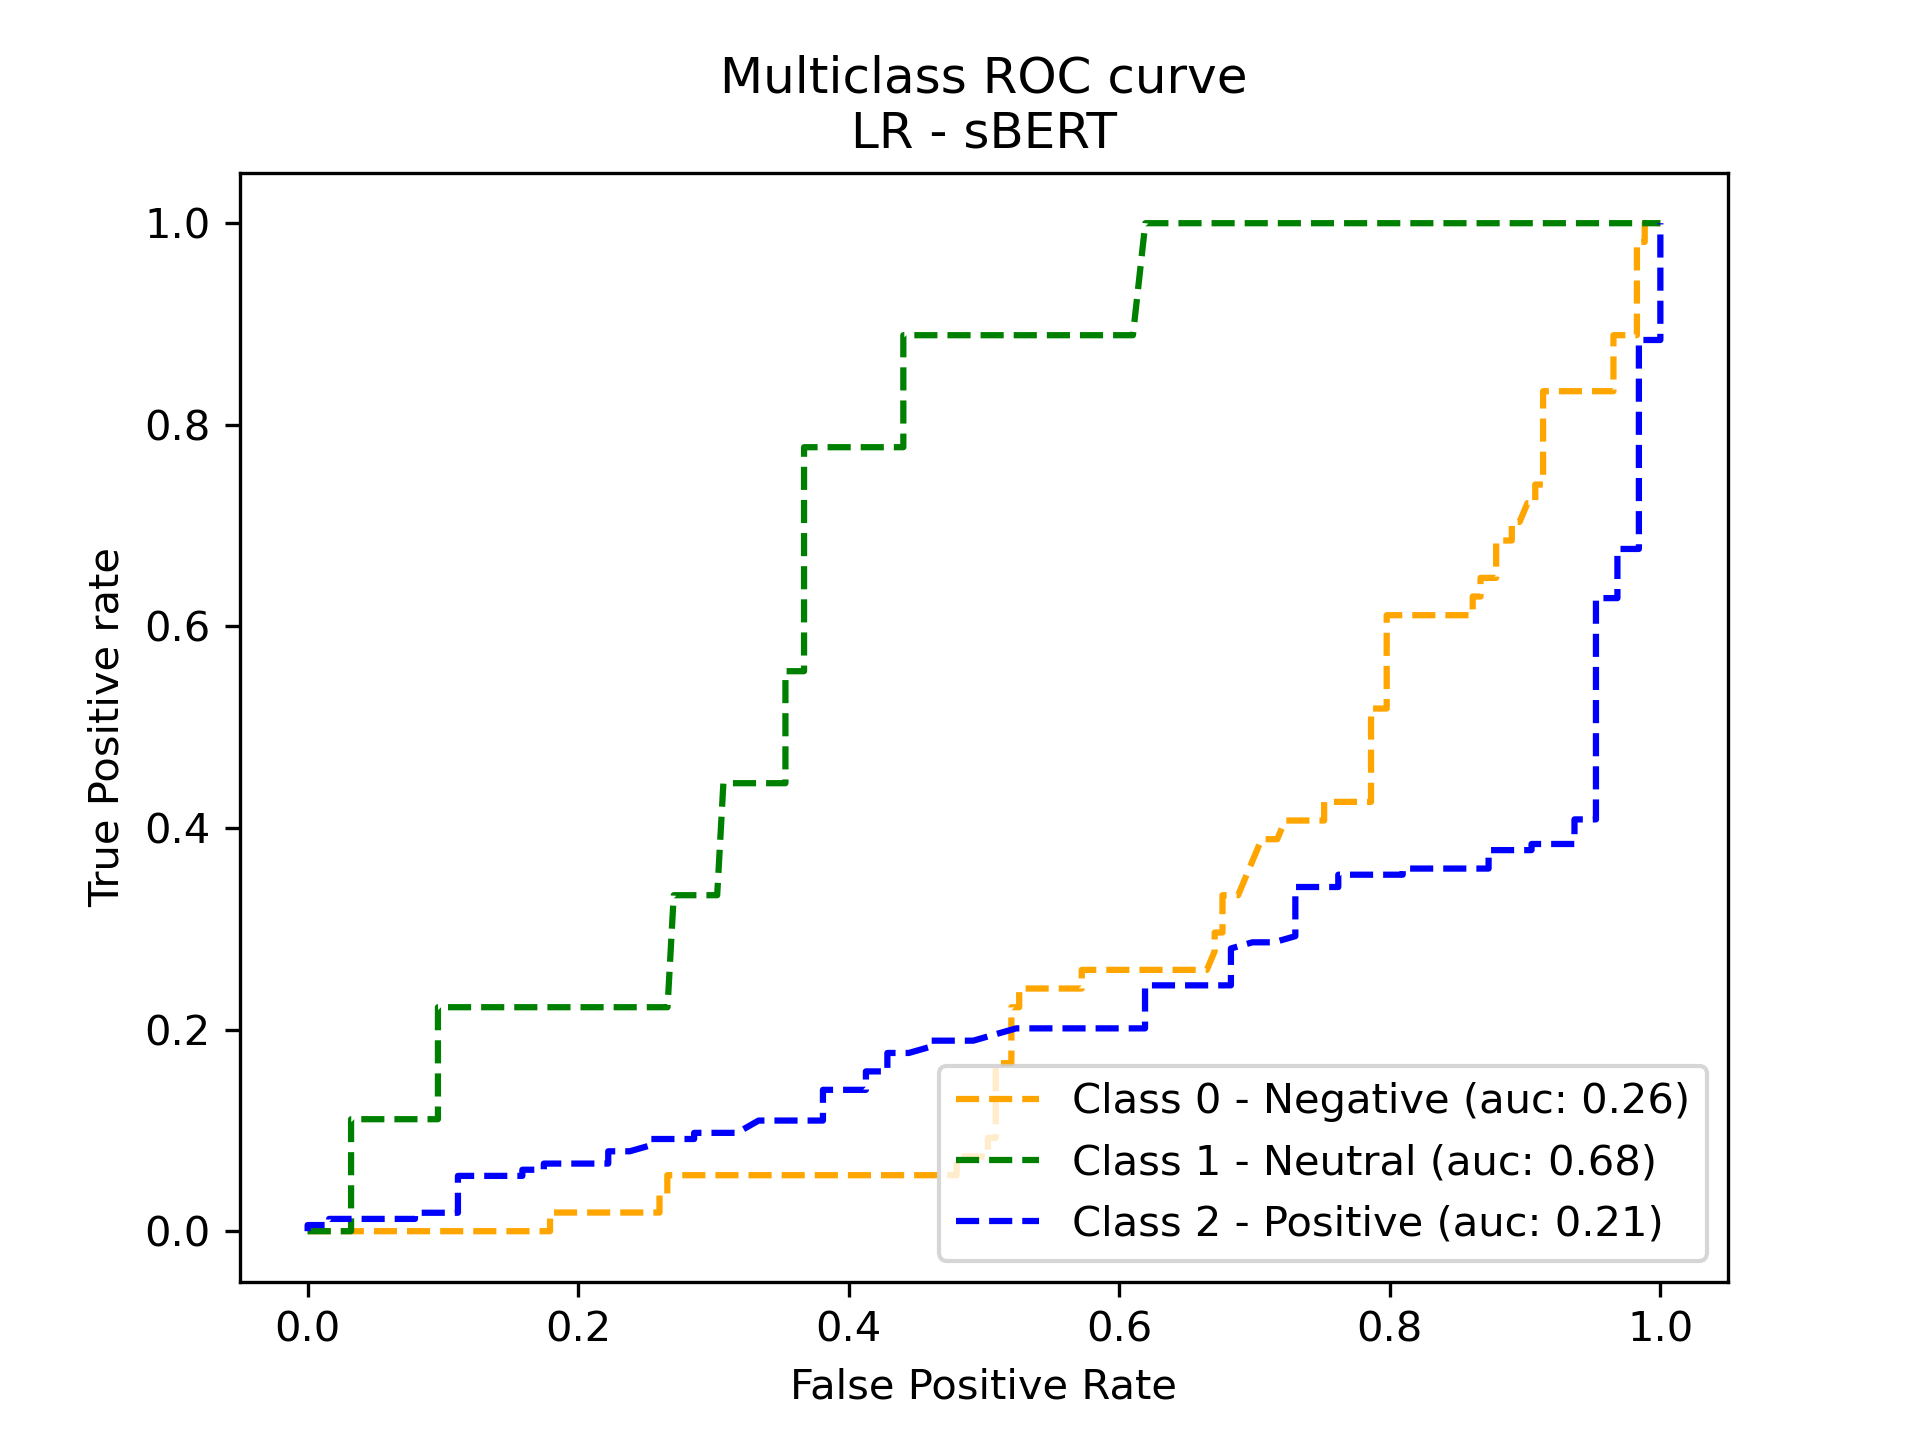 Multiclass ROC curve
LR - sBERT
True Positive rate
1.0
0.8
0.6
0.4
0.2
0.0
Class 0 - Negative (auc: 0.26)
Class 1 - Neutral (auc: 0.68)
Class 2 - Positive (auc: 0.21)
0.0 0.2 0.4 0.6 0.8 1.0
False Positive Rate